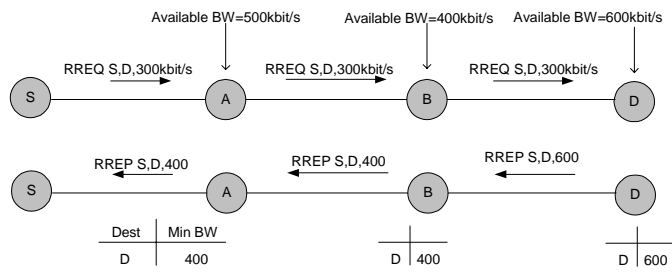 Available BW=500kbit/s
Available BW=400kbit/s
Available BW=600kbit/s
RREQ S,D,300kbit/s
RREQ S,D,300kbit/s
RREQ S,D,300kbit/s
S
A
B
D
RREP S,D,400
RREP S,D,400
RREP S,D,600
S
A
B
D
Dest Min BW
D 400
D 400
D 600